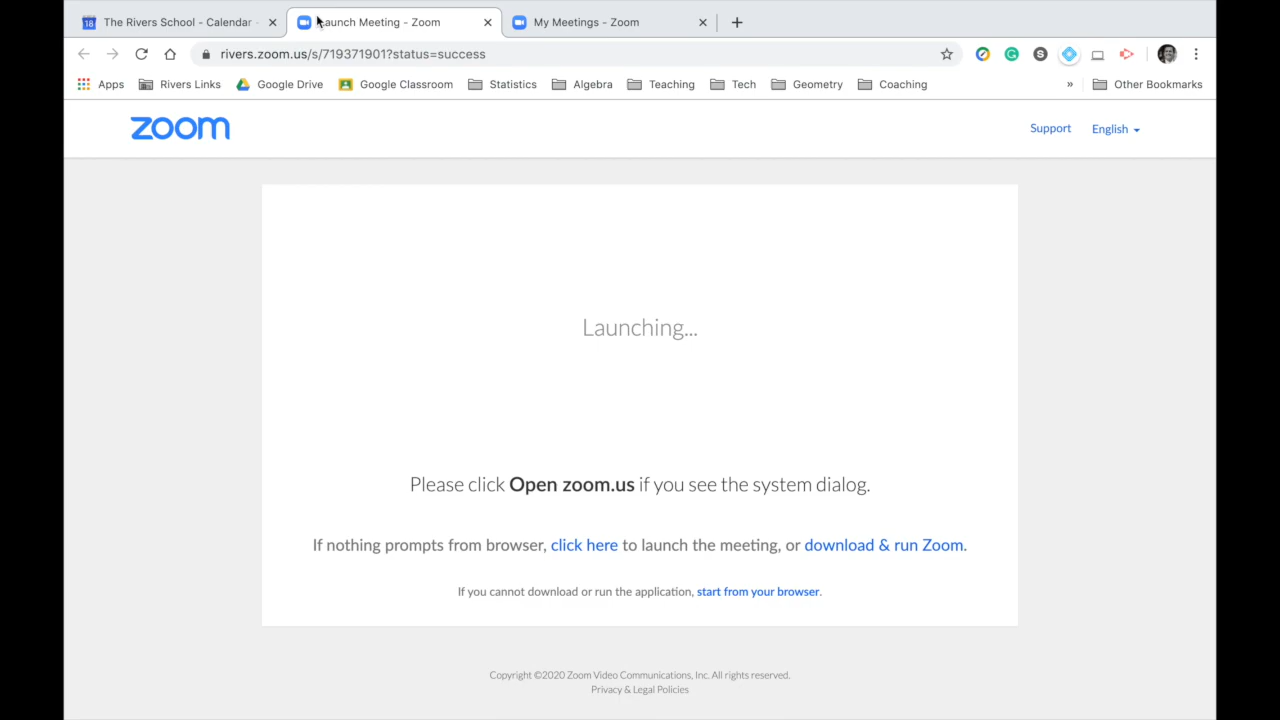 18 The Rivers School - Calendar - Launch Meeting - Zoom My Meetings - Zoom
rivers.zoom.us/s/719371901?status=success
Apps Rivers Links Google Drive Google Classroom Statistics Algebra Teaching Tech Geometry Coaching » Other Bookmarks
zoom Support English
Launching...
Please click Open zoom.us if you see the system dialog.
If nothing prompts from browser, click here to launch the meeting, or download & run Zoom.
If you cannot download or run the application, start from your browser.
Copyright ©2020 Zoom Video Communications, Inc. All rights reserved.
Privacy & Legal Policies